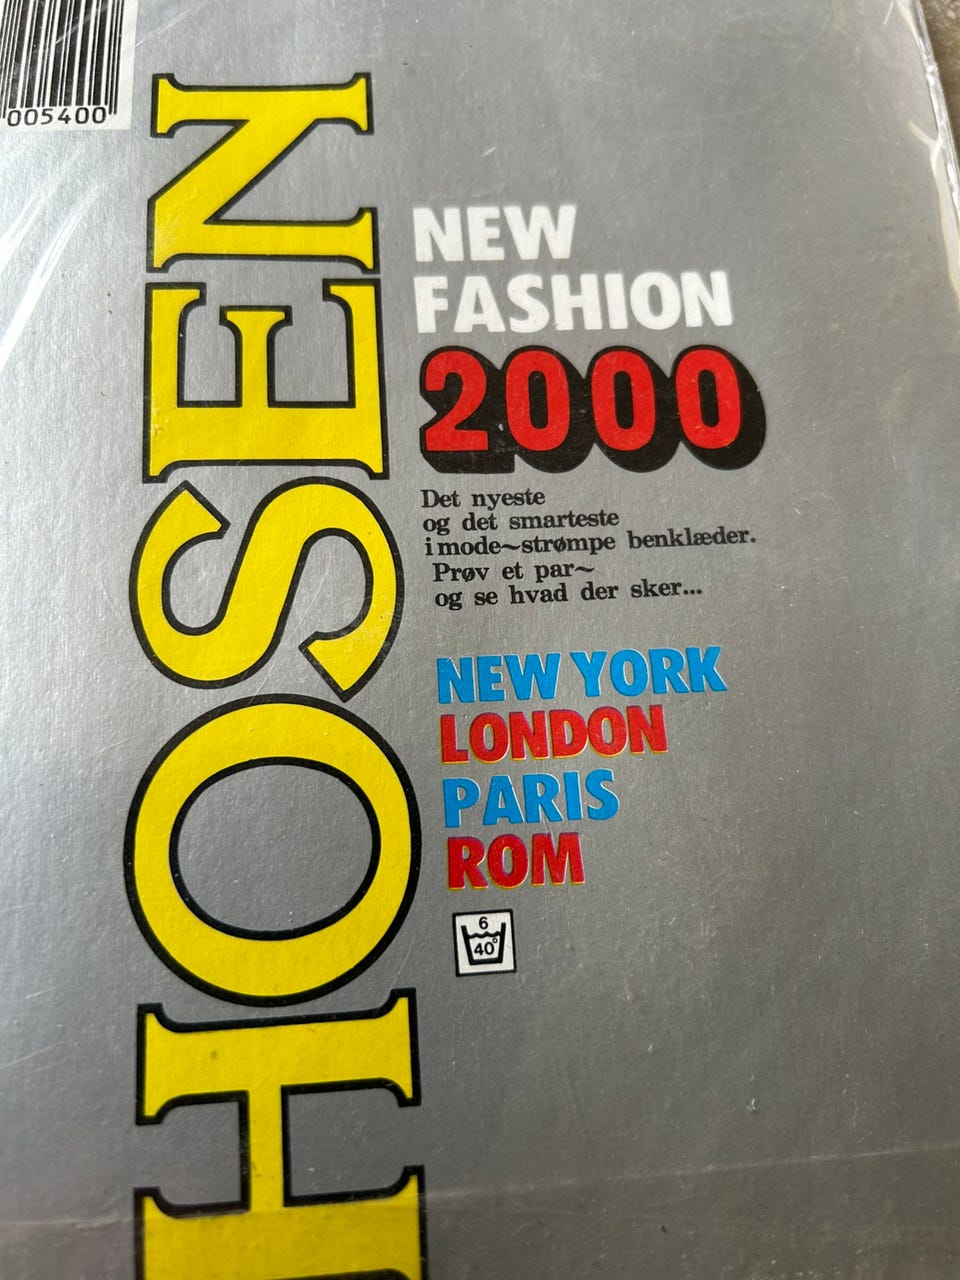 005400
HOSEN
NEW
FASHION
2000
Det nyeste
og det smarteste
i mode~strømpe benklæder.
Prøv et par~
og se hvad der sker...
NEW YORK
LONDON
PARIS
ROM
6
40°